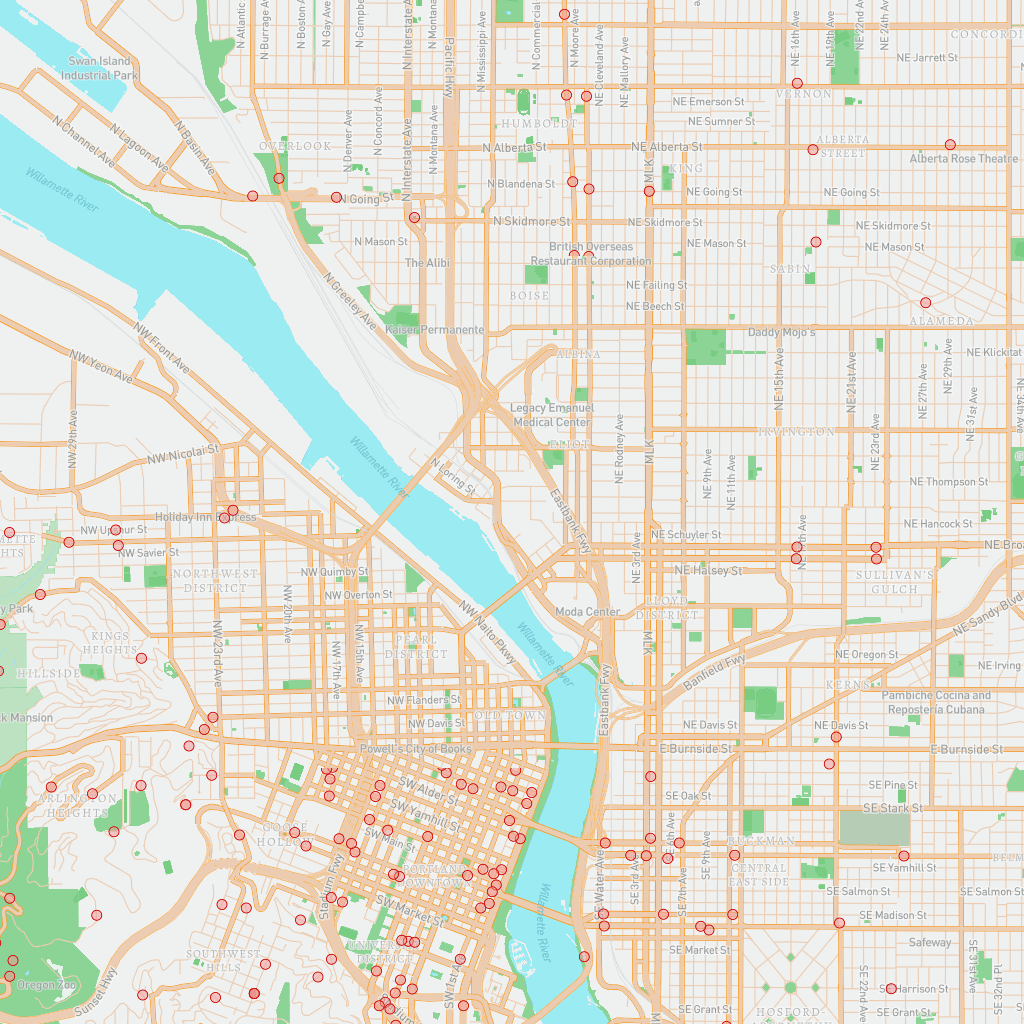 N Atlantic Ave
N Burrage Ave
N Boston Ave
N Gay Ave
N Interstate Ave
Pacific Hwy
N Mississippi Ave
N Moore Ave
NE Cleveland Ave
NE Mallory Ave
NE 16th Ave
NE 19th Ave
NE 22nd Ave
NE 24th Ave
CONCORDI
Swan Island
Industrial Park
NE Jarrett St
VERNON
NE Emerson St
NE Sumner St
HUMBOLDT
N Basin Ave
N Lagoon Ave
N Channel Ave
N Denver Ave
N Concord Ave
N Interstate Ave
N Montana Ave
OVERLOOK
N Alberta St
NE Alberta St
ALBERTA
STREET
Alberta Rose Theatre
KING
MLK
Willamette River
N Blandena St
NE Going St
NE Going St
N Going St
N Skidmore St
NE Skidmore St
NE Skidmore St
N Mason St
NE Mason St
NE Mason St
British Overseas
Restaurant Corporation
The Alibi
SABIN
N Greeley Ave
NE Failing St
BOISE
NE Beech St
ALAMEDA
Kaiser Permanente
Daddy Mojo's
NW Front Ave
NW Yeon Ave
ALBINA
NE Klickitat
NE 15th Ave
NE 21st Ave
NE 27th Ave
NE 29th Ave
NE 31st Ave
NE 34th Ave
Legacy Emanuel
Medical Center
NE Rodney Ave
MLK
IRVINGTON
NE 23rd Ave
NW 29th Ave
ELIOT
NW Nicolai St
Willamette River
N Loring St
NE 9th Ave
NE 11th Ave
NE Thompson St
Holiday Inn Express
Eastbank Fwy
NE Hancock St
NW Upshur St
NE Schuyler St
NE Broa
NW Savier St
NE 3rd Ave
NE Halsey St
NORTHWEST
DISTRICT
NW Quimby St
SULLIVAN'S
GULCH
NW Overton St
NW 20th Ave
Moda Center
LLOYD
DISTRICT
NE Sandy Blvd
NW 23rd Ave
NW 17th Ave
NW 15th Ave
NW Naito Pkwy
Willamette River
KINGS
HEIGHTS
PEARL
DISTRICT
MLK
NE Oregon St
Banfield Fwy
NE Irving
HILLSIDE
KERNS
Eastbank Fwy
Pambiche Cocina and
Repostería Cubana
NW Flanders St
OLD TOWN
NW Davis St
NE Davis St
NE Davis St
Powell's City of Books
E Burnside St
E Burnside St
SW Alder St
SE Oak St
SE Pine St
SE Stark St
ARLINGTON
HEIGHTS
SW Yamhill St
GOOSE
HOLLOW
SW Main St
BUCKMAN
SE Yamhill St
BELM
PORTLAND
DOWNTOWN
CENTRAL
EAST SIDE
SE Water Ave
SE 3rd Ave
SE 6th Ave
SE 7th Ave
SE 9th Ave
SE Salmon St
SE Salmon St
Stadium Fwy
SW Market St
SE Madison St
Willamette River
SOUTHWEST
HILLS
UNIVERSITY
DISTRICT
SE Market St
Safeway
Oregon Zoo
Sunset Hwy
SW 1st Ave
SE 22nd Ave
SE 31st Ave
SE 32nd Pl
SE Harrison St
SE Grant St
SE Grant St
HOSFORD